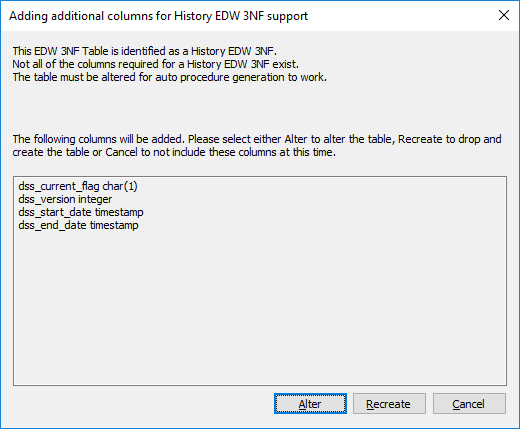 Adding additional columns for History EDW 3NF support
This EDW 3NF Table is identified as a History EDW 3NF.
Not all of the columns required for a History EDW 3NF exist.
The table must be altered for auto procedure generation to work.
The following columns will be added. Please select either Alter to alter the table, Recreate to drop and
create the table or Cancel to not include these columns at this time.
dss_current_flag char(1)
dss_version integer
dss_start_date timestamp
dss_end_date timestamp
Alter Recreate Cancel